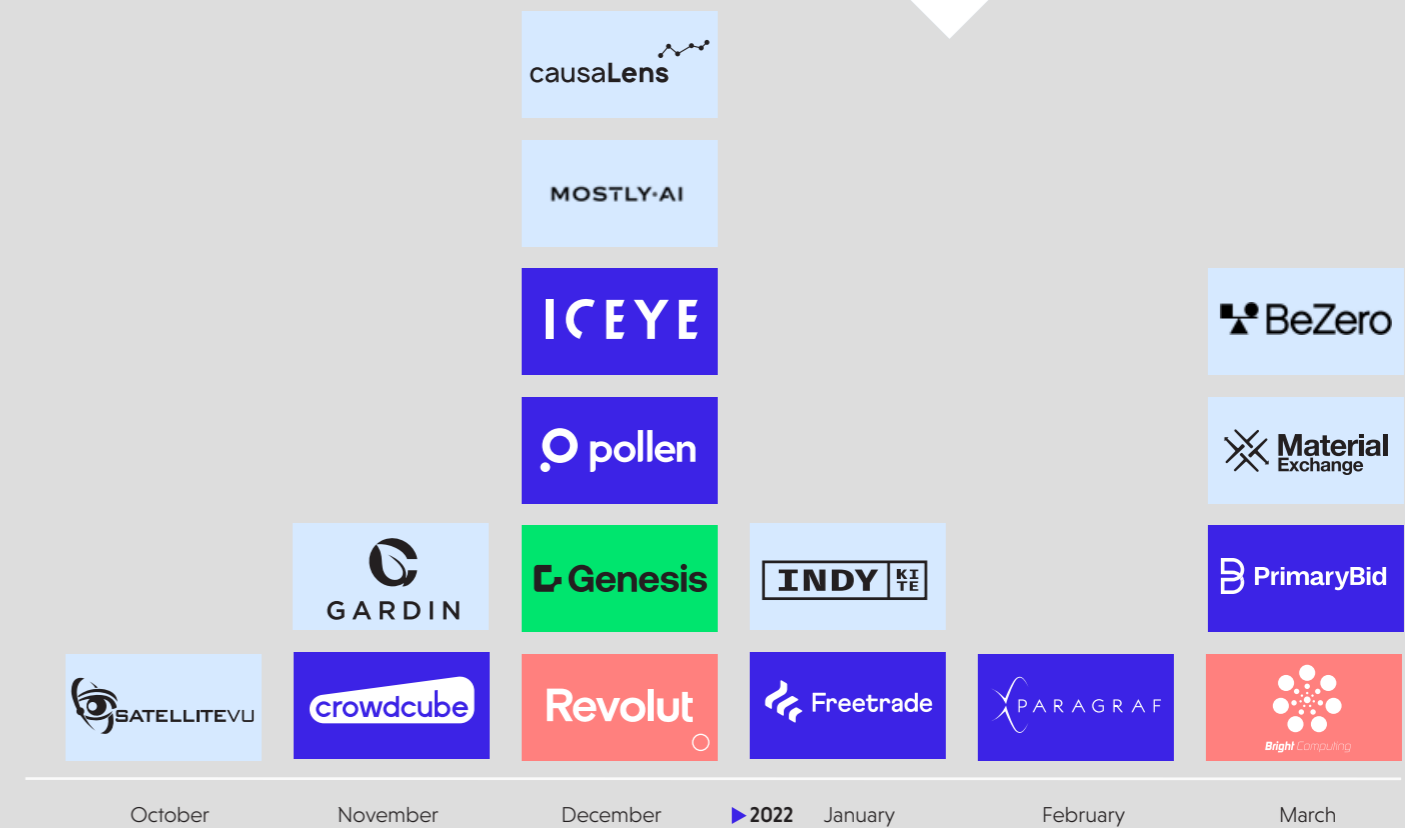 causaLens
MOSTLY·AI
ICEYE
BeZero
pollen
Material
Exchange
GARDIN
Genesis
INDY KI
TE
PrimaryBid
SATELLITEVU
crowdcube
Revolut
Freetrade
PARAGRAF
Bright Computing
October November December 2022 January February March